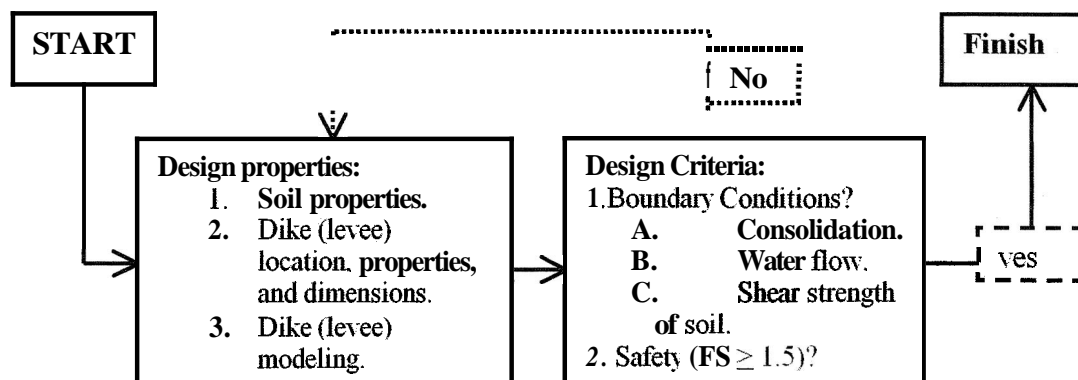 START
No
Finish
Design properties:
1. Soil properties.
2. Dike (levee)
location, properties,
and dimensions.
3. Dike (levee)
modeling.
Design Criteria:
1.Boundary Conditions?
A. Consolidation.
B. Water flow.
C. Shear strength
of soil.
2. Safety (FS ≥ 1.5)?
yes